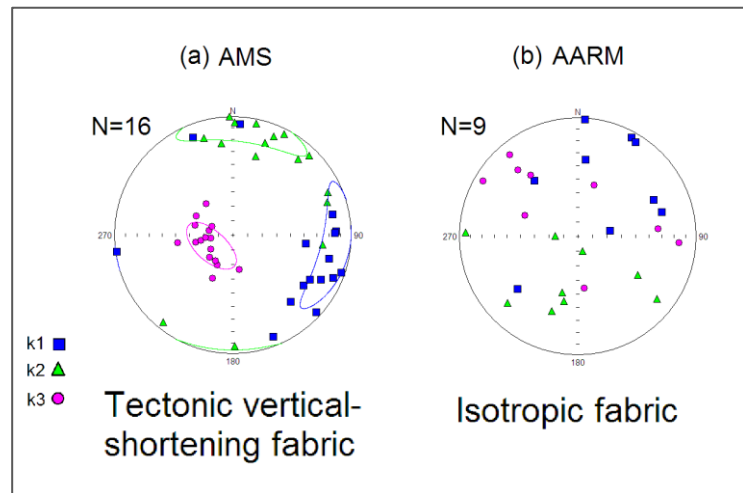 (a) AMS
(b) AARM
N=16
N
270
90
180
N=9
N
270
90
180
k1
k2
k3
Tectonic vertical-
shortening fabric
Isotropic fabric